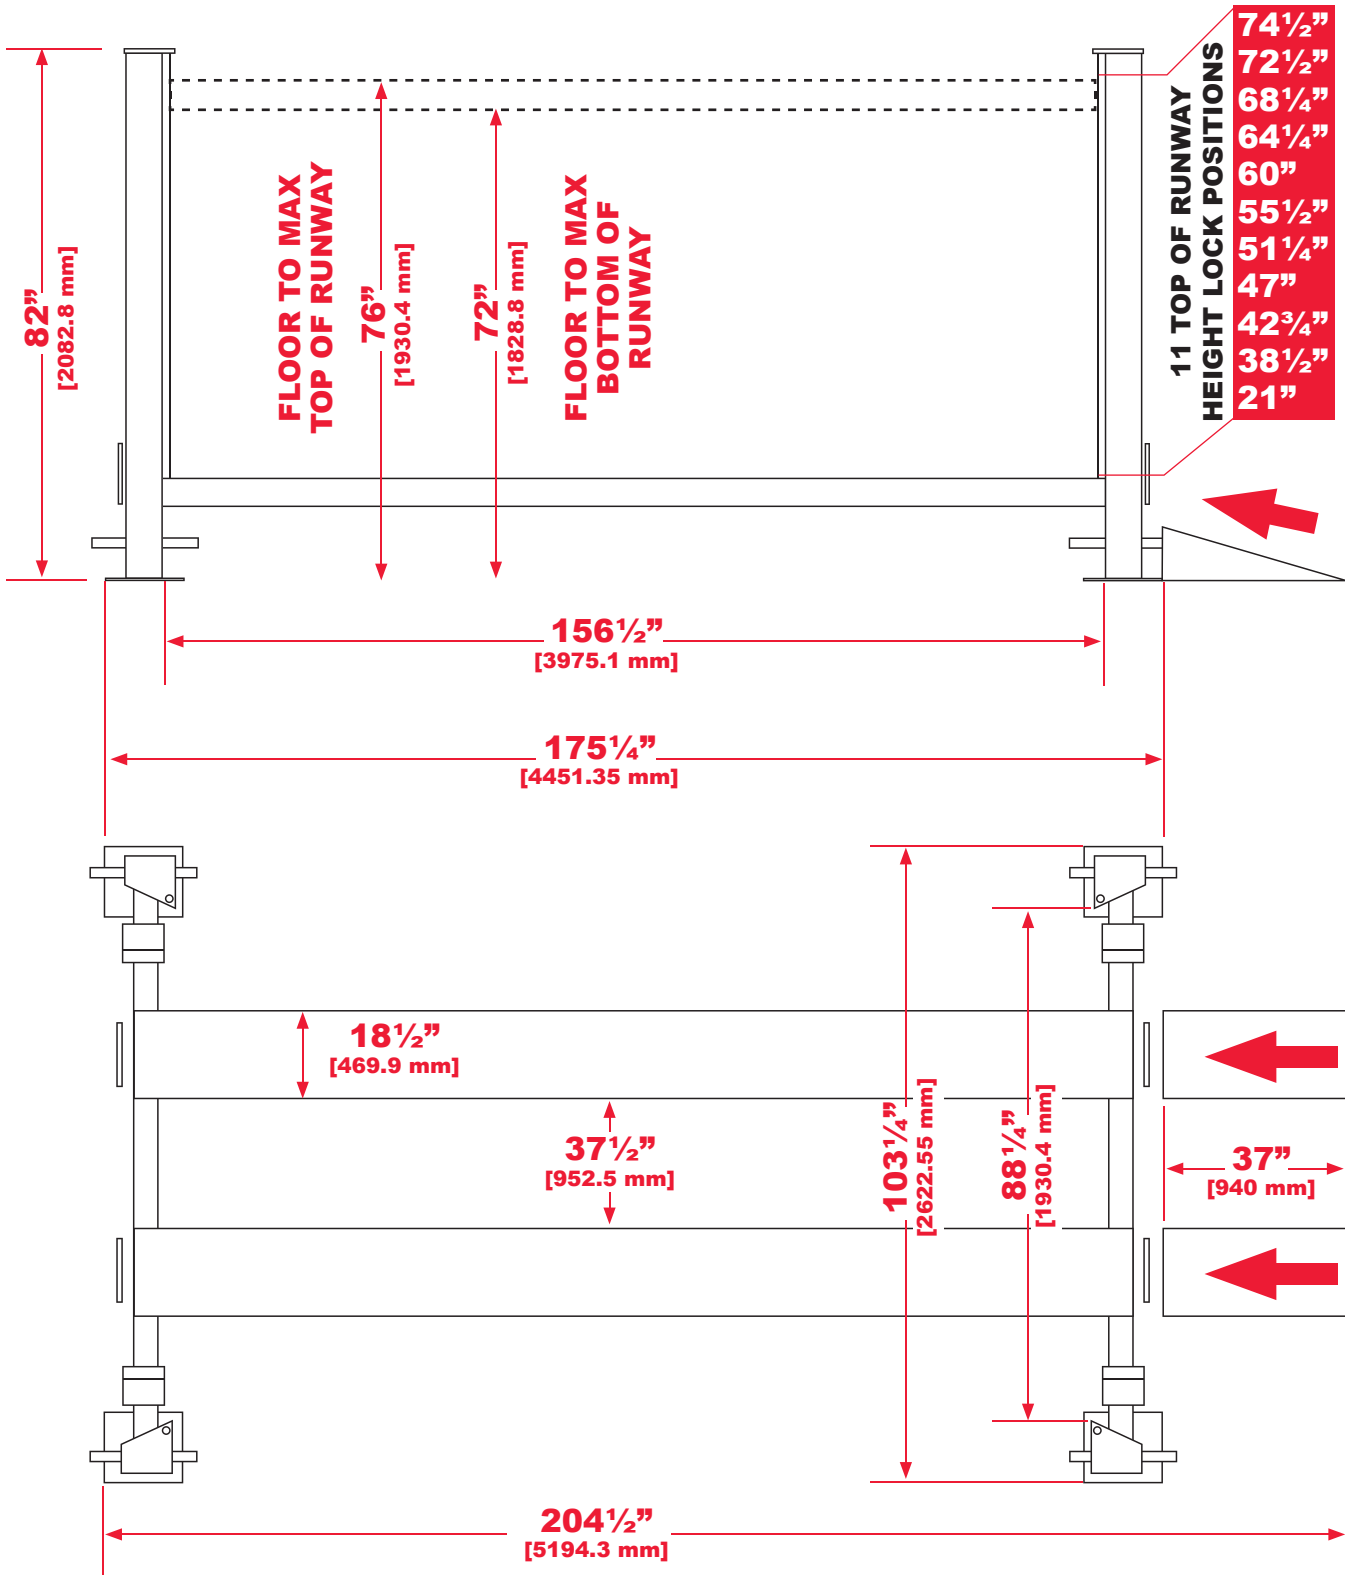 82”
[2082.8 mm]
FLOOR TO MAX
TOP OF RUNWAY
76”
[1930.4 mm]
72”
[1828.8 mm]
FLOOR TO MAX
BOTTOM OF
RUNWAY
11 TOP OF RUNWAY
HEIGHT LOCK POSITIONS
74½”
72½”
68¼”
64¼”
60”
55½”
51¼”
47”
42¾”
38½”
21”
156½”
[3975.1 mm]
175¼”
[4451.35 mm]
18½”
[469.9 mm]
37½”
[952.5 mm]
103¼”
[2622.55 mm]
88¼”
[1930.4 mm]
37”
[940 mm]
204½”
[5194.3 mm]